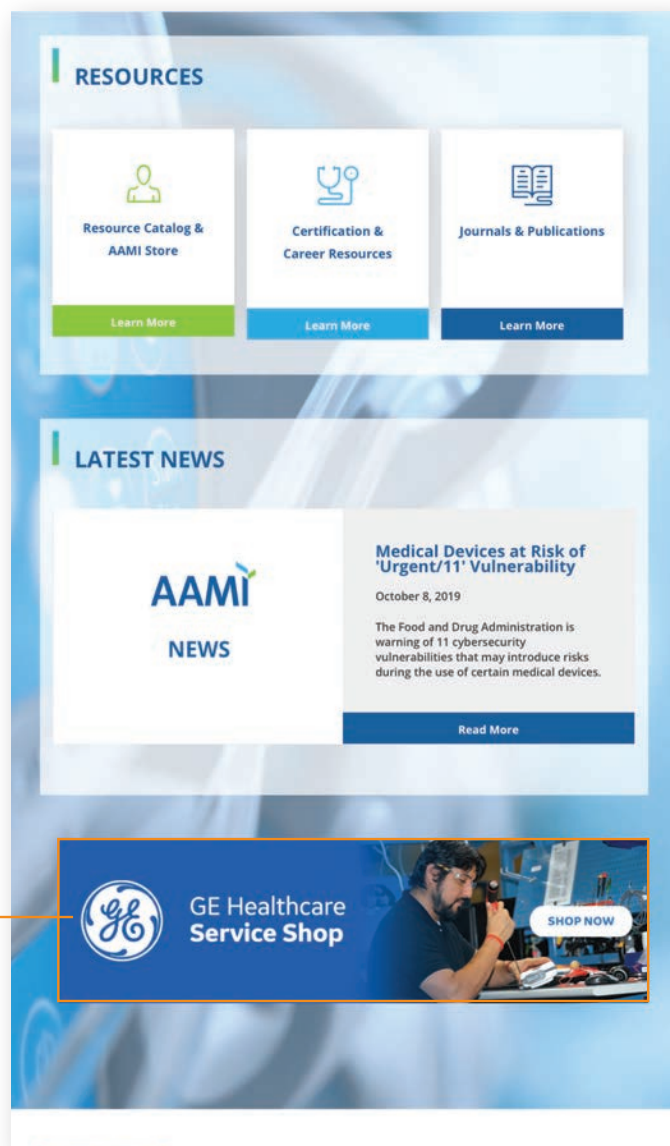 RESOURCES
Resource Catalog &
AAMI Store
Learn More
Certification &
Career Resources
Learn More
Journals & Publications
Learn More
LATEST NEWS
AAMI
NEWS
Medical Devices at Risk of
'Urgent/11' Vulnerability
October 8, 2019
The Food and Drug Administration is
warning of 11 cybersecurity
vulnerabilities that may introduce risks
during the use of certain medical devices.
Read More
GE
GE Healthcare
Service Shop
SHOP NOW